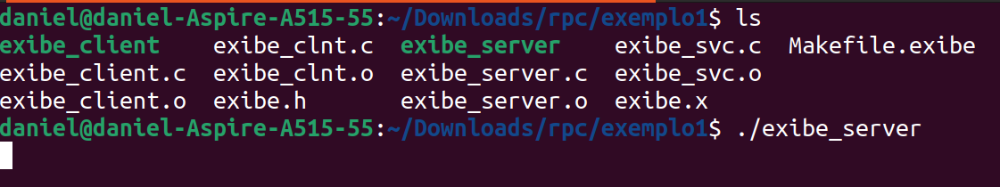 daniel@daniel-Aspire-A515-55:~/Downloads/rpc/exemplo1$ ls
exibe_client    exibe_clnt.c  exibe_server    exibe_svc.c  Makefile.exibe
exibe_client.c  exibe_clnt.o  exibe_server.c  exibe_svc.o
exibe_client.o  exibe.h       exibe_server.o  exibe.x
daniel@daniel-Aspire-A515-55:~/Downloads/rpc/exemplo1$ ./exibe_server